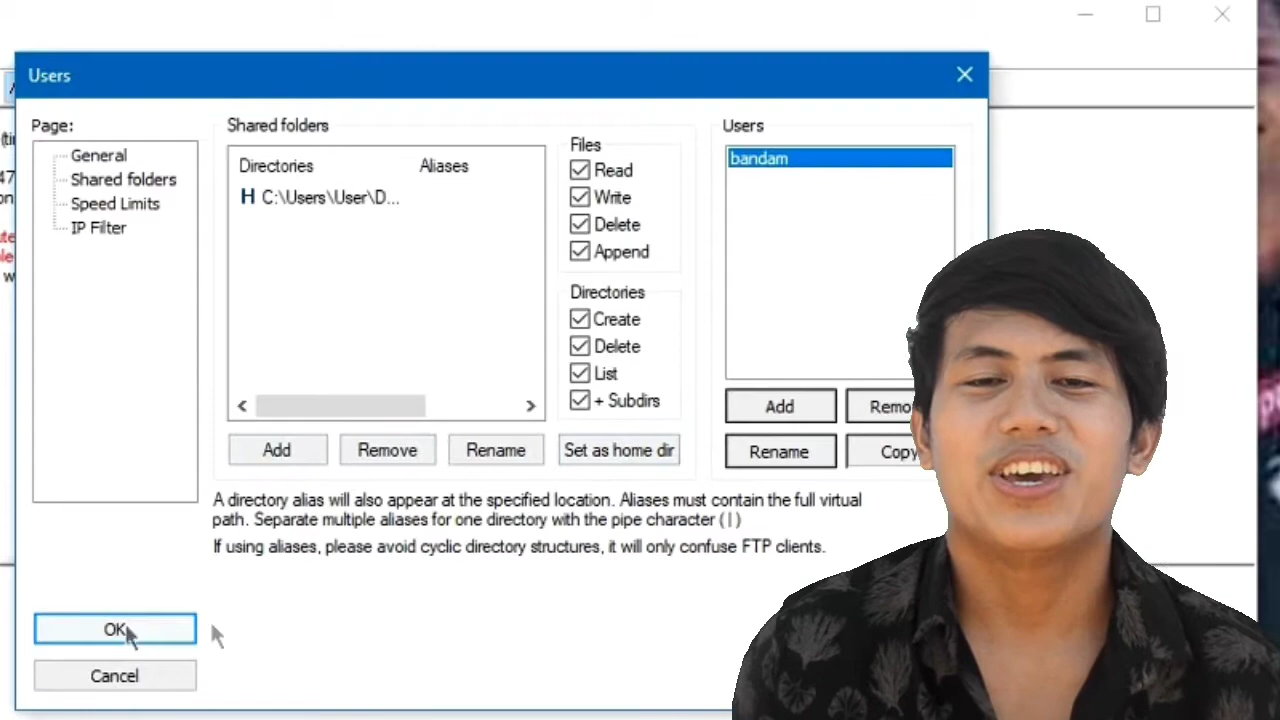 Users
Page:
General
Shared folders
Speed Limits
IP Filter
Shared folders
Directories Aliases
H C:\Users\User\D...
Add Remove Rename
Files
Read
Write
Delete
Append
Directories
Create
Delete
List
+ Subdirs
Set as home dir
Users
bandam
Add Remo
Rename Copy
A directory alias will also appear at the specified location. Aliases must contain the full virtual
path. Separate multiple aliases for one directory with the pipe character (|)
If using aliases, please avoid cyclic directory structures, it will only confuse FTP clients.
OK
Cancel